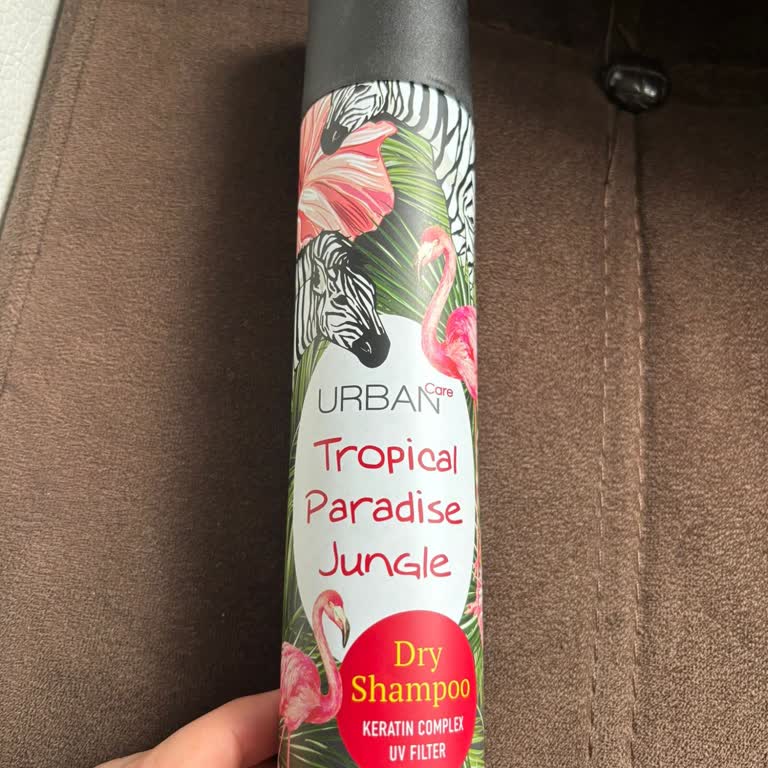 URBAN Care
Tropical
Paradise
Jungle
Dry
Shampoo
KERATIN COMPLEX
UV FILTER